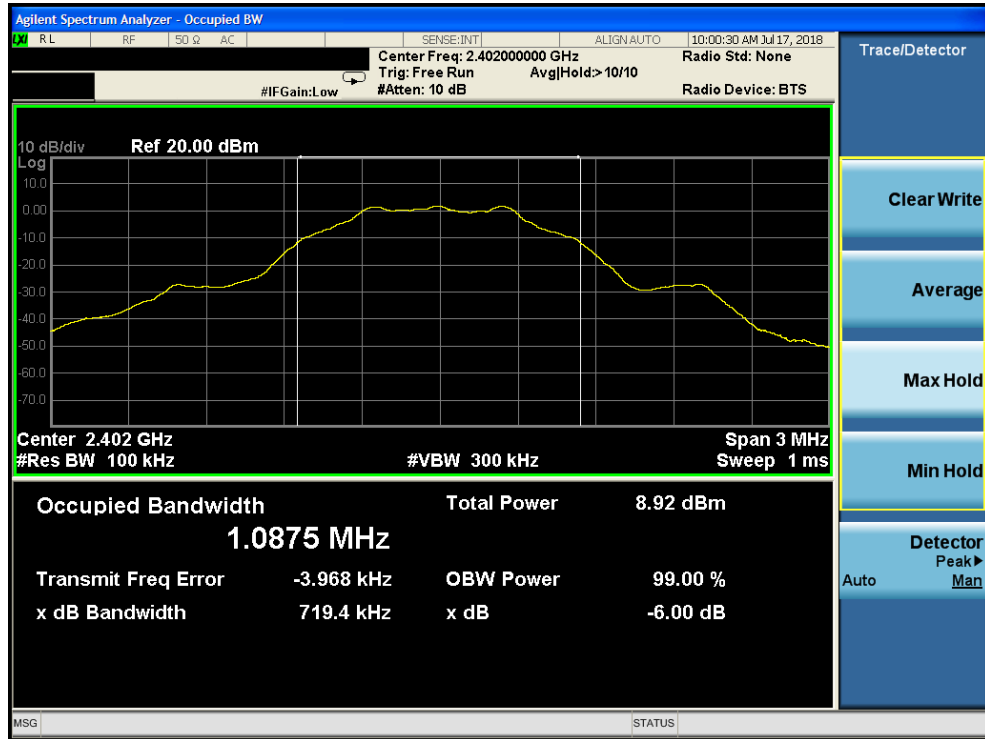 Agilent Spectrum Analyzer - Occupied BW
LXI RL RF 50 Ω AC SENSE:INT ALIGN AUTO 10:00:30 AM Jul 17, 2018
Center Freq: 2.402000000 GHz Radio Std: None
Trig: Free Run Avg|Hold:> 10/10
#IFGain:Low #Atten: 10 dB Radio Device: BTS
10 dB/div Ref 20.00 dBm
Log
10.0
0.00
-10.0
-20.0
-30.0
-40.0
-50.0
-60.0
-70.0
Center 2.402 GHz Span 3 MHz
#Res BW 100 kHz #VBW 300 kHz Sweep 1 ms
Occupied Bandwidth Total Power 8.92 dBm
1.0875 MHz
Transmit Freq Error -3.968 kHz OBW Power 99.00 %
x dB Bandwidth 719.4 kHz x dB -6.00 dB
MSG STATUS
Trace/Detector
Clear Write
Average
Max Hold
Min Hold
Detector
Peak▶
Auto Man